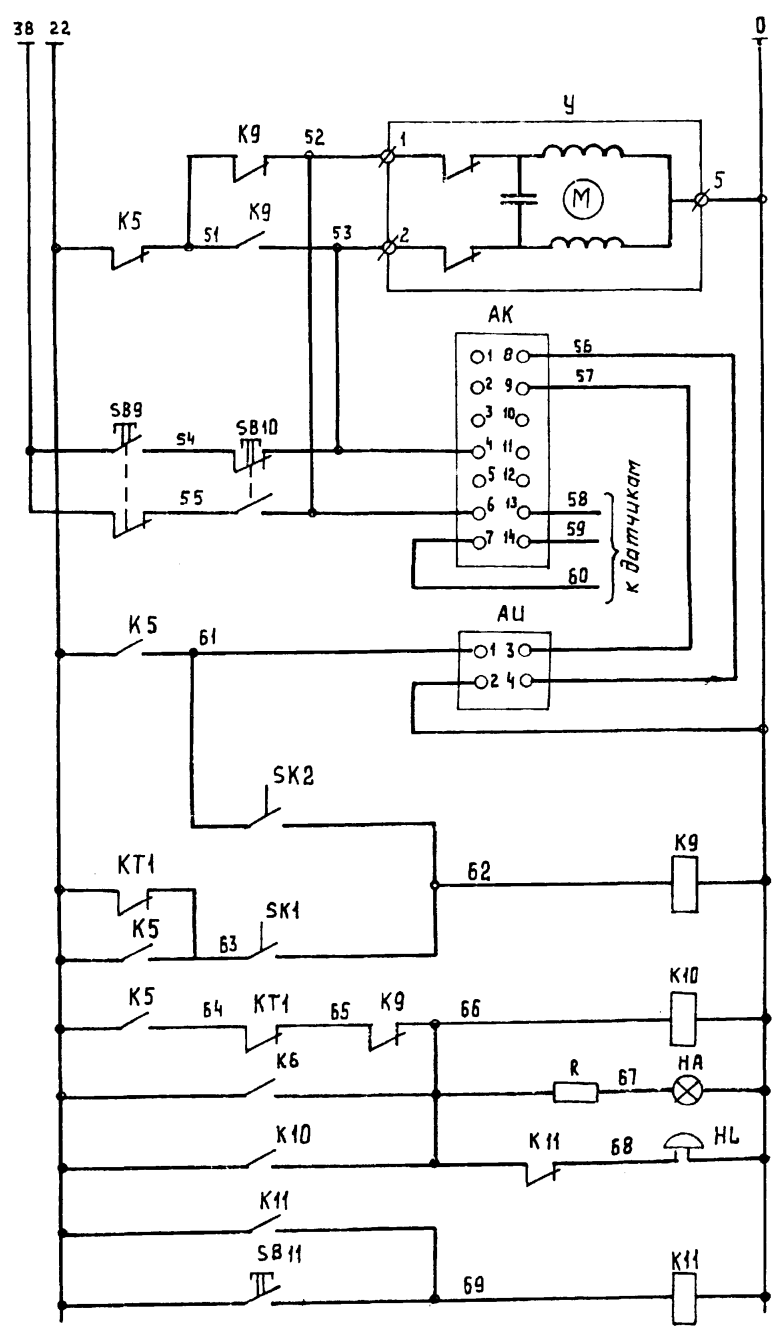 38 22 0
У
К9 52 1
5
М
К5 51 К9 53 2
АК
1 8 56
2 9 57
3 10
SB9 54 SB10 4 11
5 12
55 6 13 58
7 14 59
60
к датчикам
АЦ
К5 61 1 3
2 4
SK2
К9
КТ1 62
SK1
К5 63
К10
К5 64 КТ1 65 К9 66
К6 R 67 НА
К10 К11 68 HL
К11
SB11 69 К11